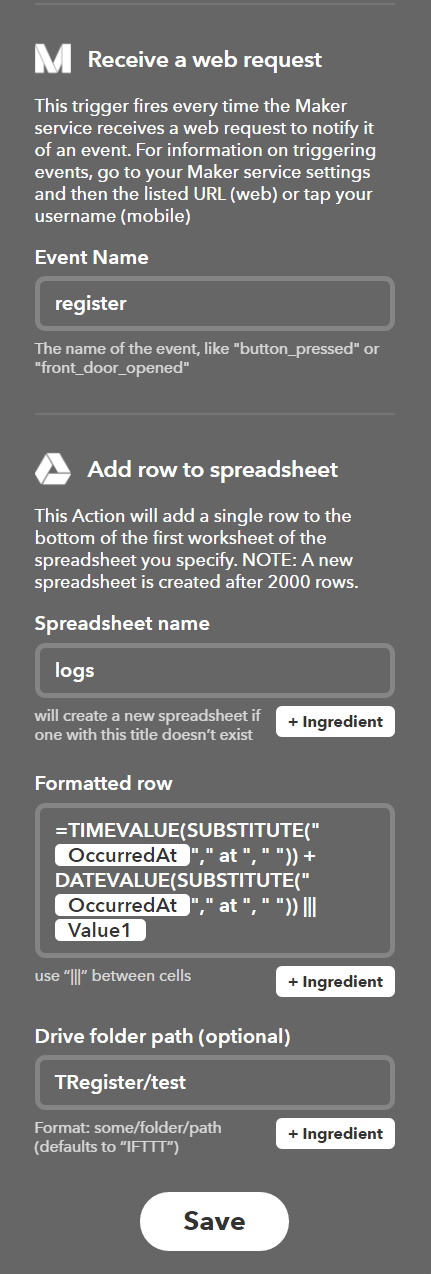 Receive a web request
This trigger fires every time the Maker
service receives a web request to notify it
of an event. For information on triggering
events, go to your Maker service settings
and then the listed URL (web) or tap your
username (mobile)
Event Name
register
The name of the event, like "button_pressed" or
"front_door_opened"
Add row to spreadsheet
This Action will add a single row to the
bottom of the first worksheet of the
spreadsheet you specify. NOTE: A new
spreadsheet is created after 2000 rows.
Spreadsheet name
logs
will create a new spreadsheet if
one with this title doesn’t exist
+ Ingredient
Formatted row
=TIMEVALUE(SUBSTITUTE("
OccurredAt "," at ", " ")) +
DATEVALUE(SUBSTITUTE("
OccurredAt "," at ", " ")) |||
Value1
use “|||” between cells
+ Ingredient
Drive folder path (optional)
TRegister/test
Format: some/folder/path
(defaults to “IFTTT”)
+ Ingredient
Save